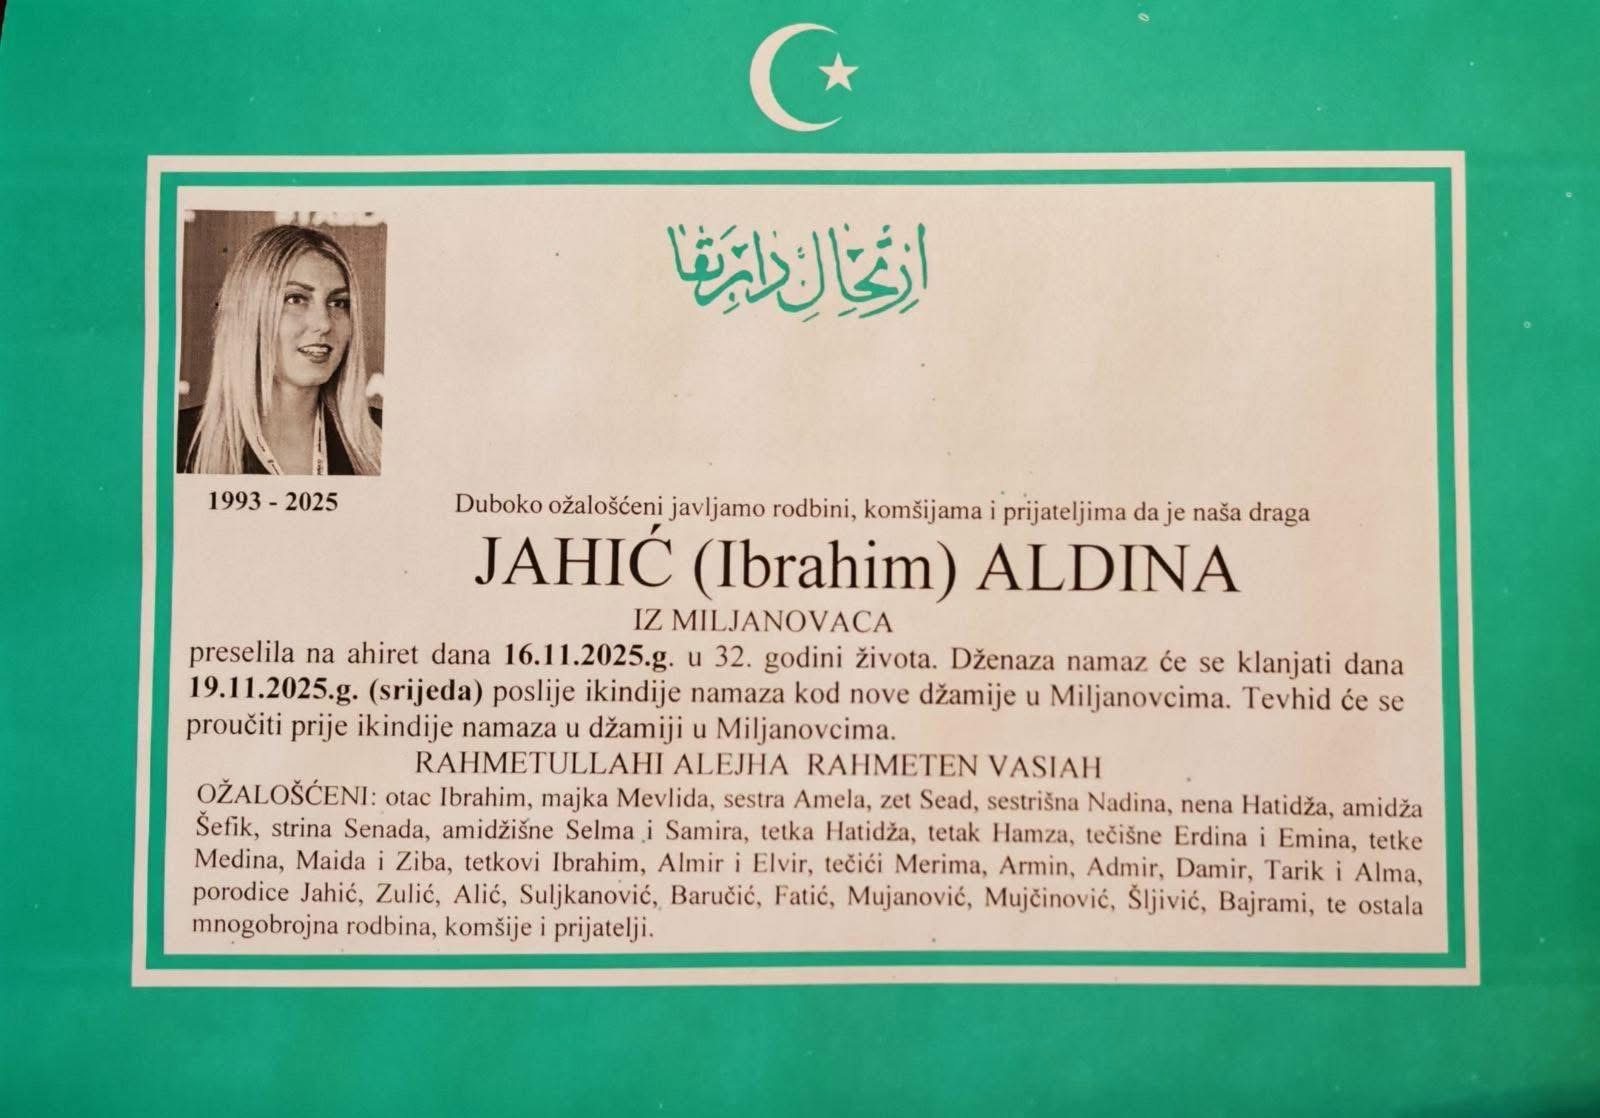 ارتحال دار بقا
1993 - 2025
Duboko ožalošćeni javljamo rodbini, komšijama i prijateljima da je naša draga
JAHIĆ (Ibrahim) ALDINA
IZ MILJANOVACA
preselila na ahiret dana 16.11.2025.g. u 32. godini života. Dženaza namaz će se klanjati dana
19.11.2025.g. (srijeda) poslije ikindije namaza kod nove džamije u Miljanovcima. Tevhid će se
proučiti prije ikindije namaza u džamiji u Miljanovcima.
RAHMETULLAHI ALEJHA RAHMETEN VASIAH
OŽALOŠĆENI: otac Ibrahim, majka Mevlida, sestra Amela, zet Sead, sestrišna Nadina, nena Hatidža, amidža
Šefik, strina Senada, amidžišne Selma i Samira, tetka Hatidža, tetak Hamza, tečišne Erdina i Emina, tetke
Medina, Maida i Ziba, tetkovi Ibrahim, Almir i Elvir, tečići Merima, Armin, Admir, Damir, Tarik i Alma,
porodice Jahić, Zulić, Alić, Suljkanović, Baručić, Fatić, Mujanović, Mujčinović, Šljivić, Bajrami, te ostala
mnogobrojna rodbina, komšije i prijatelji.